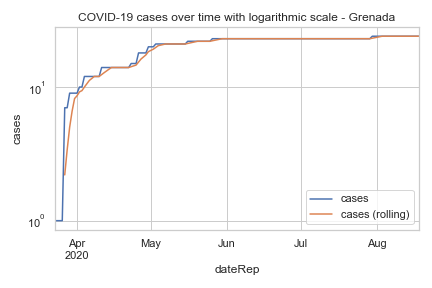 COVID-19 cases over time with logarithmic scale - Grenada
cases
10¹
10⁰
cases
cases (rolling)
Apr
2020
May
Jun
Jul
Aug
dateRep